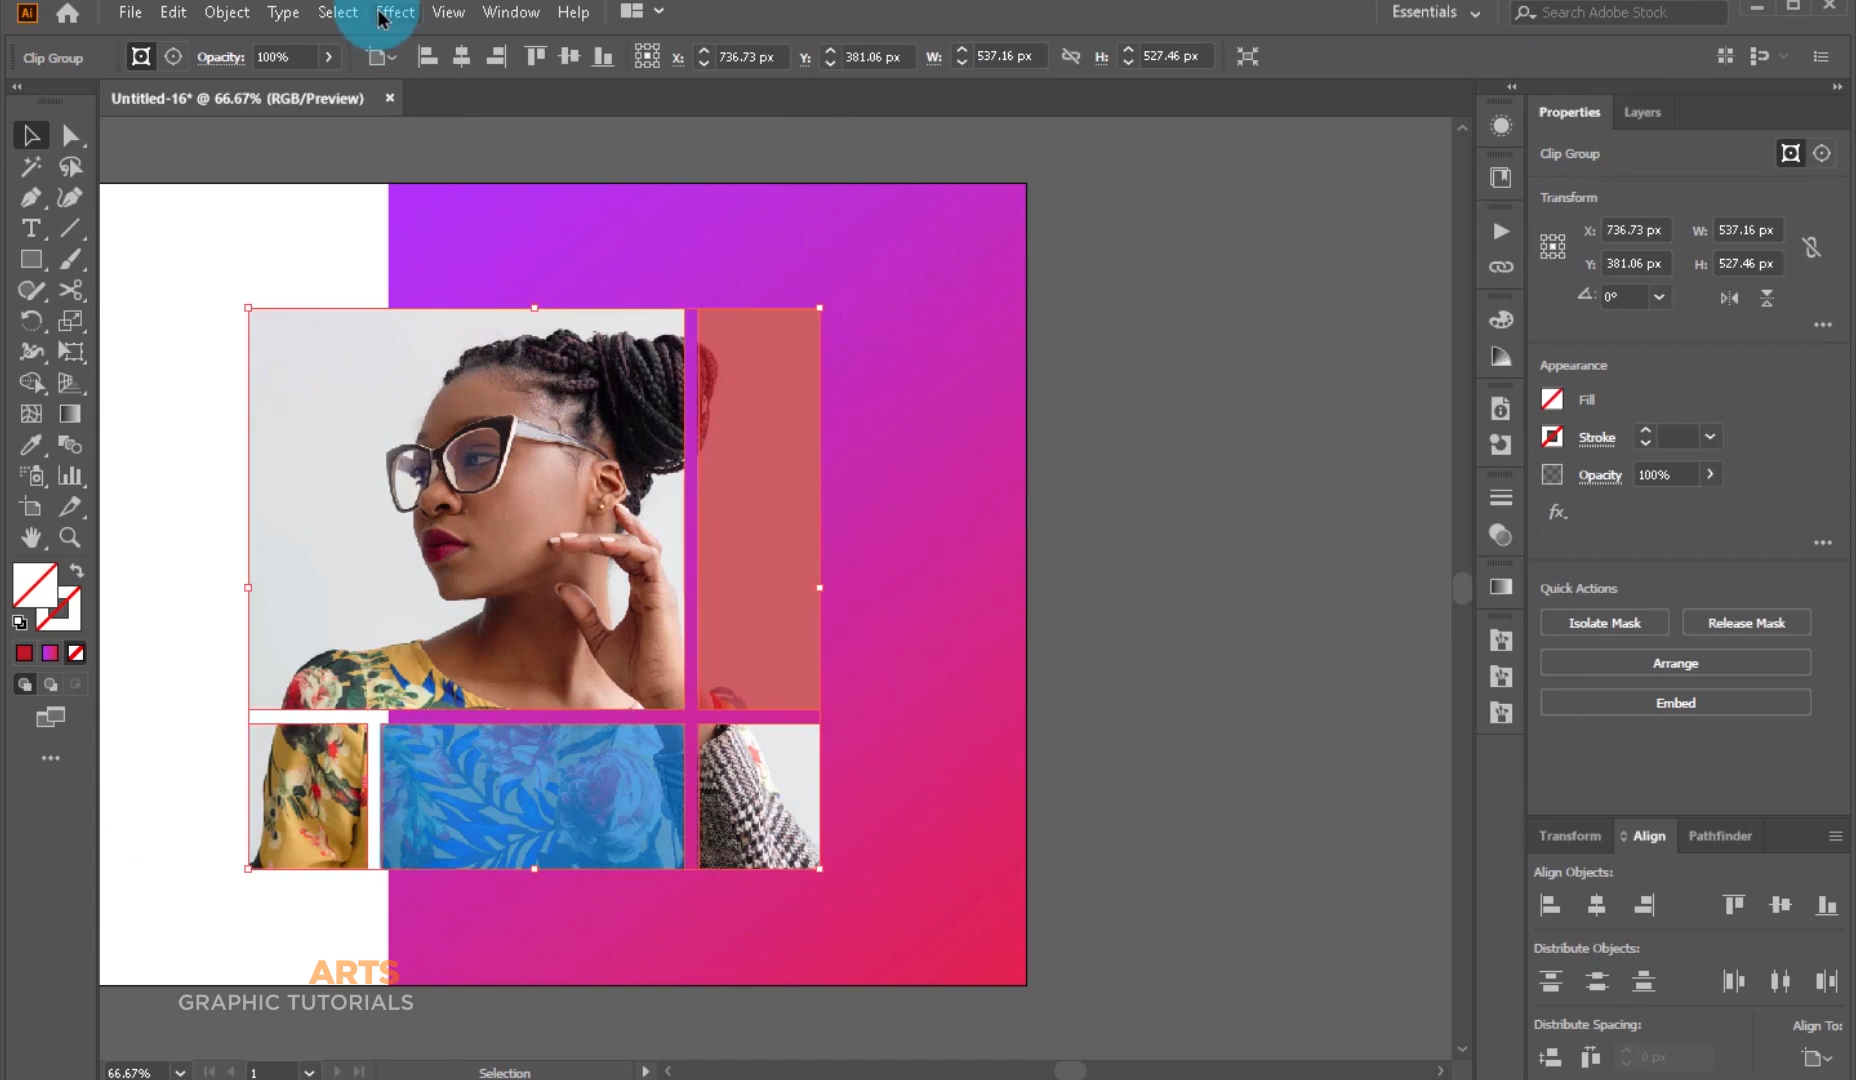 Ai File Edit Object Type Select Effect View Window Help Essentials Search Adobe Stock
Clip Group Opacity: 100% X: 736.73 px Y: 381.06 px W: 537.16 px H: 527.46 px
Untitled-16* @ 66.67% (RGB/Preview) ×
Properties Layers
Clip Group
Transform
X: 736.73 px W: 537.16 px
Y: 381.06 px H: 527.46 px
0°
Appearance
Fill
Stroke
Opacity 100%
fx.
Quick Actions
Isolate Mask Release Mask
Arrange
Embed
Transform Align Pathfinder
Align Objects:
Distribute Objects:
Distribute Spacing: Align To:
0 px
ARTS
GRAPHIC TUTORIALS
66.67% 1 Selection